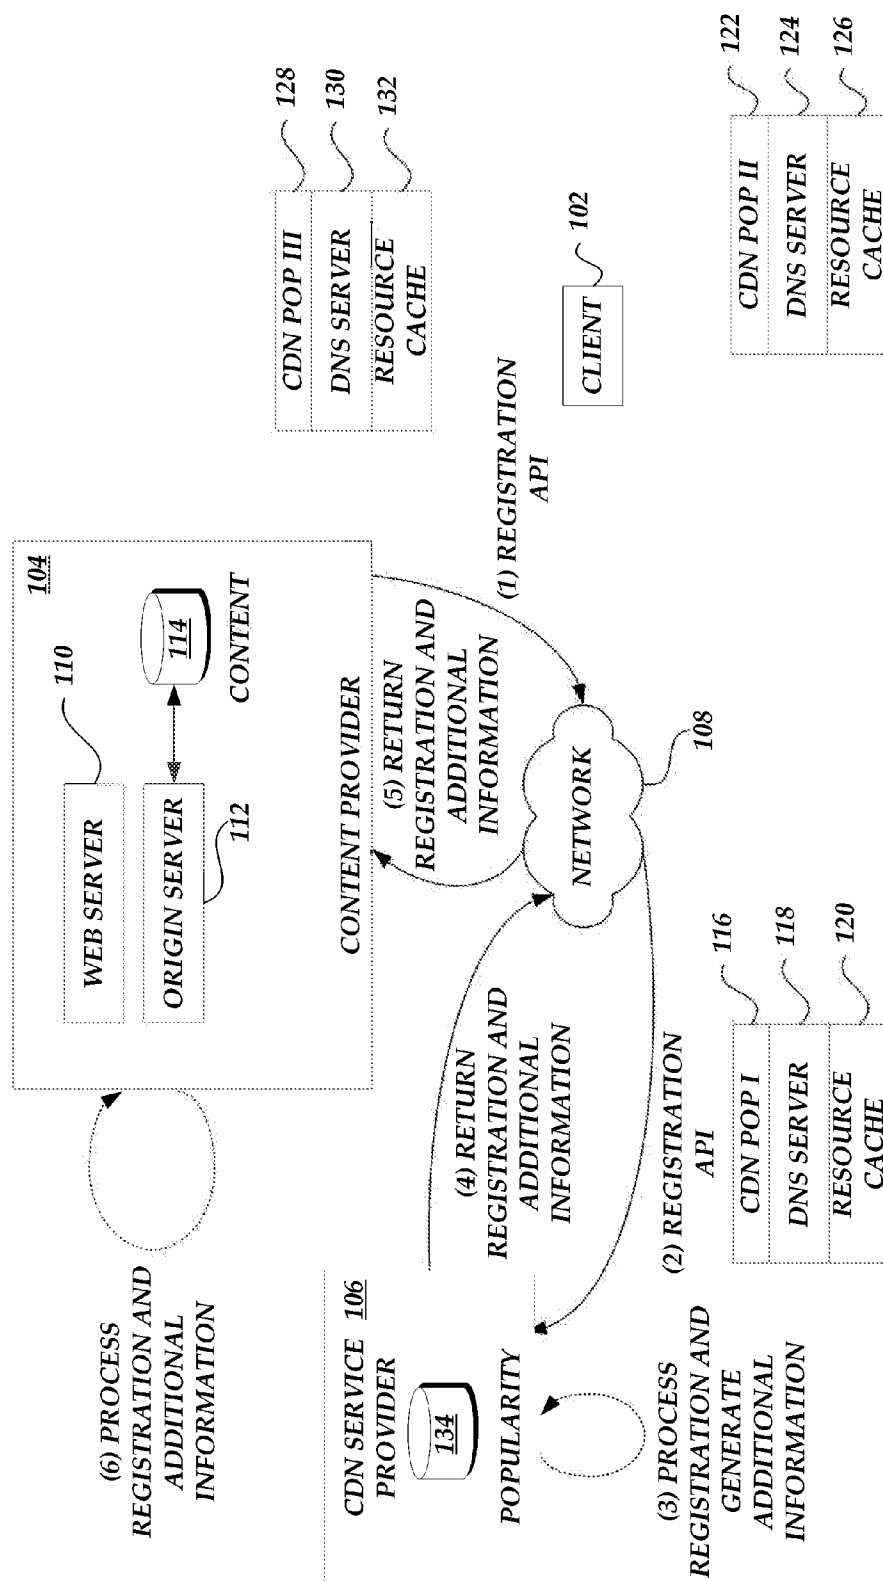 (6) PROCESS
REGISTRATION AND
ADDITIONAL
INFORMATION
WEB SERVER
110
104
ORIGIN SERVER
112
114
CONTENT
CONTENT PROVIDER
CDN POP III
128
DNS SERVER
130
RESOURCE
CACHE
132
CDN SERVICE
PROVIDER
106
134
POPULARITY
(3) PROCESS
REGISTRATION AND
GENERATE
ADDITIONAL
INFORMATION
(4) RETURN
REGISTRATION AND
ADDITIONAL
INFORMATION
(5) RETURN
REGISTRATION AND
ADDITIONAL
INFORMATION
(1) REGISTRATION
API
NETWORK
108
CLIENT
102
(2) REGISTRATION
API
CDN POP I
116
DNS SERVER
118
RESOURCE
CACHE
120
CDN POP II
122
DNS SERVER
124
RESOURCE
CACHE
126